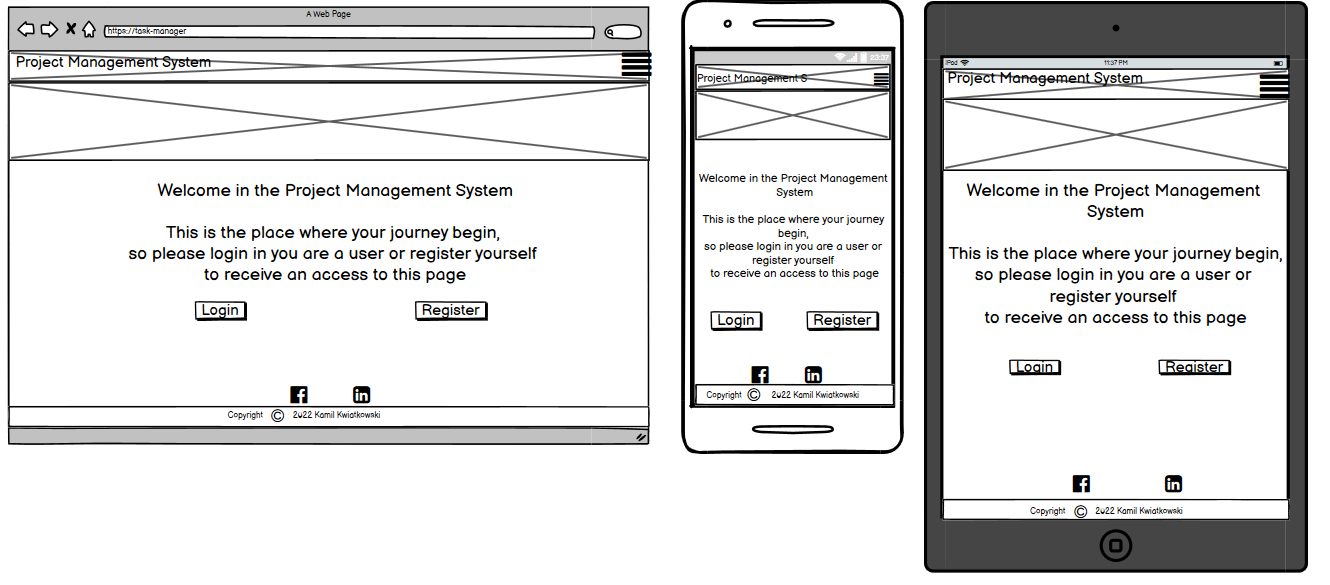 A Web Page
https://task-manager
Project Management System
Welcome in the Project Management System
This is the place where your journey begin,
so please login in you are a user or register yourself
to receive an access to this page
Login
Register
Copyright © 2022 Kamil Kwiatkowski
23:07
Project Management S
Welcome in the Project Management
System
This is the place where your journey
begin,
so please login in you are a user or
register yourself
to receive an access to this page
Login
Register
Copyright © 2022 Kamil Kwiatkowski
iPad
11:37 PM
Project Management System
Welcome in the Project Management
System
This is the place where your journey begin,
so please login in you are a user or
register yourself
to receive an access to this page
Login
Register
Copyright © 2022 Kamil Kwiatkowski